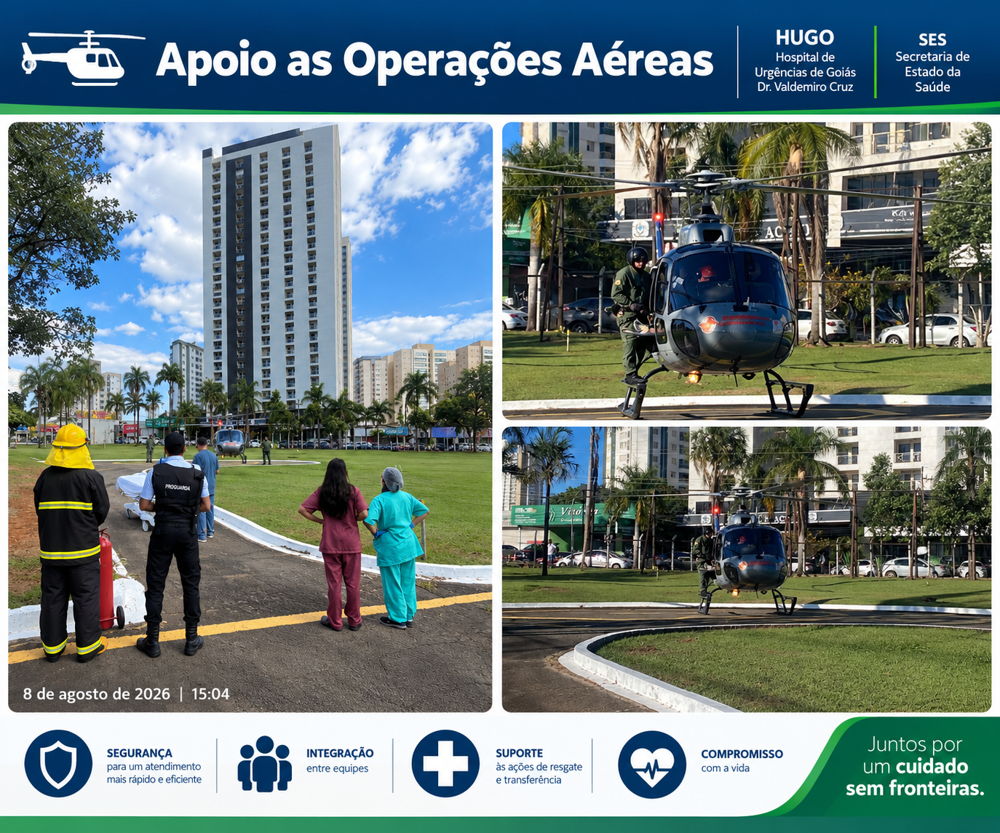 Apoio as Operações Aéreas
HUGO
Hospital de
Urgências de Goiás
Dr. Valdemiro Cruz
SES
Secretaria de
Estado da
Saúde
PROGUARDA
8 de agosto de 2026 | 15:04
SEGURANÇA
para um atendimento
mais rápido e eficiente
INTEGRAÇÃO
entre equipes
SUPORTE
às ações de resgate
e transferência
COMPROMISSO
com a vida
Juntos por
um cuidado
sem fronteiras.